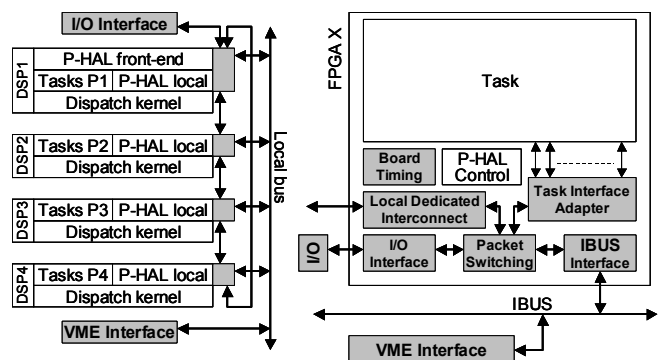 I/O Interface
DSP1
P-HAL front-end
Tasks P1 P-HAL local
Dispatch kernel
DSP2
Tasks P2 P-HAL local
Dispatch kernel
DSP3
Tasks P3 P-HAL local
Dispatch kernel
DSP4
Tasks P4 P-HAL local
Dispatch kernel
VME Interface
Local bus
FPGA X
Task
Board
Timing
P-HAL
Control
Task Interface
Adapter
Local Dedicated
Interconnect
I/O
I/O
Interface
Packet
Switching
IBUS
Interface
IBUS
VME Interface